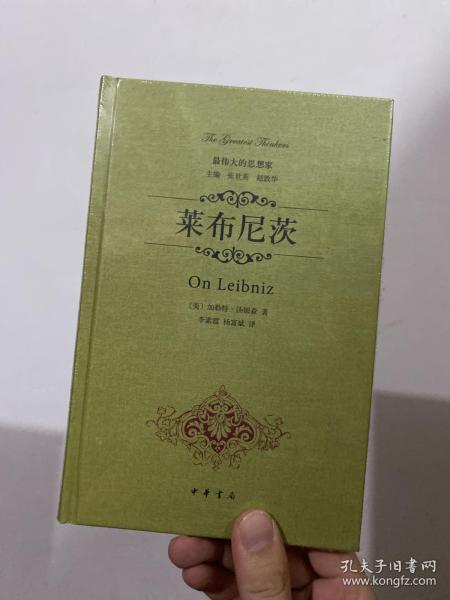 The Greatest Thinkers
最伟大的思想家
主编 张世英 赵敦华
莱布尼茨
On Leibniz
（美）加勒特·汤姆森 著
李素霞 杨富斌 译
中华书局
孔夫子旧书网
www.kongfz.com